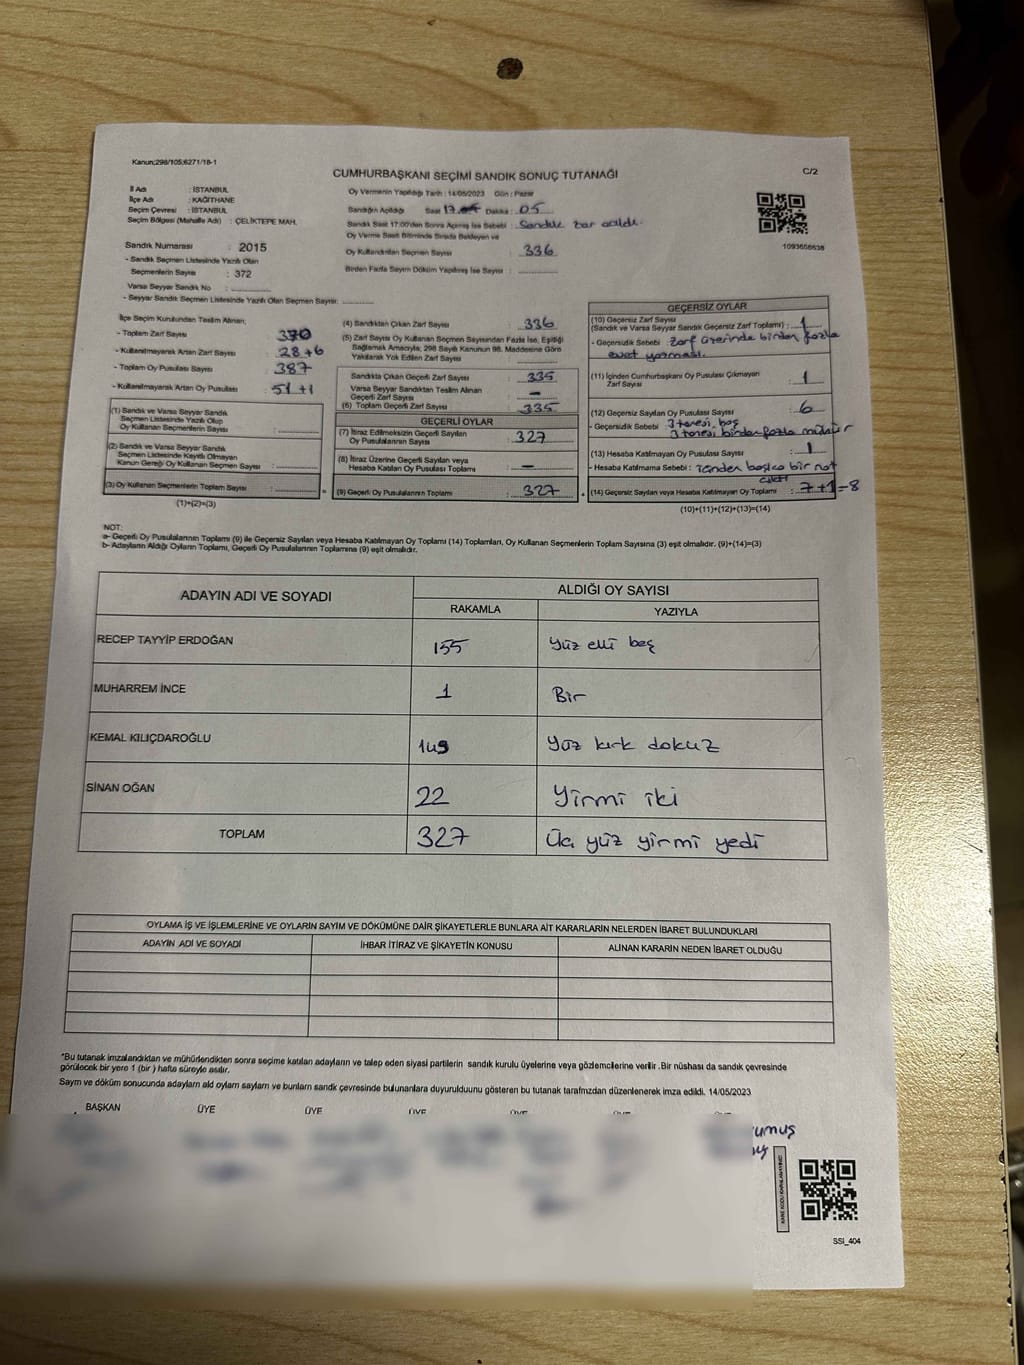 Kanun;298/105;6271/18-1
CUMHURBAŞKANI SEÇİMİ SANDIK SONUÇ TUTANAĞI
C/2
İl Adı : İSTANBUL
İlçe Adı : KAĞITHANE
Seçim Çevresi : İSTANBUL
Seçim Bölgesi (Mahalle Adı) : ÇELİKTEPE MAH.
Sandık Numarası : 2015
- Sandık Seçmen Listesinde Yazılı Olan
Seçmenlerin Sayısı : 372
Varsa Seyyar Sandık No :
- Seyyar Sandık Seçmen Listesinde Yazılı Olan Seçmen Sayısı:
Oy Vermenin Yapıldığı Tarih : 14/05/2023 Gün : Pazar
Sandığın Açıldığı Saat 17 Dakika : 05
Sandık Saat 17:00'den Sonra Açılmış İse Sebebi : Sandık zor açıldı.
Oy Verme Saati Bitiminde Sırada Bekleyen ve
Oy Kullandırılan Seçmen Sayısı : 336
Birden Fazla Sayım Döküm Yapılmış İse Sayısı :
1093656638
İlçe Seçim Kurulundan Teslim Alınan;
- Toplam Zarf Sayısı : 370
- Kullanılmayarak Artan Zarf Sayısı : 28+6
- Toplam Oy Pusulası Sayısı : 387
- Kullanılmayarak Artan Oy Pusulası : 51+1
(1) Sandık ve Varsa Seyyar Sandık
Seçmen Listesinde Yazılı Olup
Oy Kullanan Seçmenlerin Sayısı :
(2) Sandık ve Varsa Seyyar Sandık
Seçmen Listesinde Kayıtlı Olmayan
Kanun Gereği Oy Kullanan Seçmen Sayısı :
(3) Oy Kullanan Seçmenlerin Toplam Sayısı :
(1)+(2)=(3)
(4) Sandıktan Çıkan Zarf Sayısı : 336
(5) Zarf Sayısı Oy Kullanan Seçmen Sayısından Fazla İse, Eşitliği
Sağlamak Amacıyla, 298 Sayılı Kanunun 98. Maddesine Göre
Yakılarak Yok Edilen Zarf Sayısı :
Sandıkta Çıkan Geçerli Zarf Sayısı : 335
Varsa Seyyar Sandıktan Teslim Alınan
Geçerli Zarf Sayısı : -
(6) Toplam Geçerli Zarf Sayısı : 335
GEÇERLİ OYLAR
(7) İtiraz Edilmeksizin Geçerli Sayılan
Oy Pusulalarının Sayısı : 327
(8) İtiraz Üzerine Geçerli Sayılan veya
Hesaba Katılan Oy Pusulası Toplamı : -
(9) Geçerli Oy Pusulalarının Toplamı : 327
GEÇERSİZ OYLAR
(10) Geçersiz Zarf Sayısı
(Sandık ve Varsa Seyyar Sandık Geçersiz Zarf Toplamı) : 1
- Geçersizlik Sebebi : Zarf üzerinde birden fazla
evet yazması.
(11) İçinden Cumhurbaşkanı Oy Pusulası Çıkmayan
Zarf Sayısı : 1
(12) Geçersiz Sayılan Oy Pusulası Sayısı : 6
- Geçersizlik Sebebi : 3 tanesi boş
3 tanesi birden fazla mühür
(13) Hesaba Katılmayan Oy Pusulası Sayısı : 1
- Hesaba Katılmama Sebebi : içinden başka bir not
çıktı
(14) Geçersiz Sayılan veya Hesaba Katılmayan Oy Toplamı : 7+1=8
(10)+(11)+(12)+(13)=(14)
NOT:
a- Geçerli Oy Pusulalarının Toplamı (9) ile Geçersiz Sayılan veya Hesaba Katılmayan Oy Toplamı (14) Toplamları, Oy Kullanan Seçmenlerin Toplam Sayısına (3) eşit olmalıdır. (9)+(14)=(3)
b- Adayların Aldığı Oyların Toplamı, Geçerli Oy Pusulalarının Toplamına (9) eşit olmalıdır.
ADAYIN ADI VE SOYADI
ALDIĞI OY SAYISI
RAKAMLA YAZIYLA
RECEP TAYYİP ERDOĞAN 155 yüz elli beş
MUHARREM İNCE 1 Bir
KEMAL KILIÇDAROĞLU 149 yüz kırk dokuz
SİNAN OĞAN 22 Yirmi iki
TOPLAM 327 üç yüz yirmi yedi
OYLAMA İŞ VE İŞLEMLERİNE VE OYLARIN SAYIM VE DÖKÜMÜNE DAİR ŞİKAYETLERLE BUNLARA AİT KARARLARIN NELERDEN İBARET BULUNDUKLARI
ADAYIN ADI VE SOYADI İHBAR İTİRAZ VE ŞİKAYETİN KONUSU ALINAN KARARIN NEDEN İBARET OLDUĞU
*Bu tutanak imzalandıktan ve mühürlendikten sonra seçime katılan adayların ve talep eden siyasi partilerin sandık kurulu üyelerine veya gözlemcilerine verilir .Bir nüshası da sandık çevresinde
görülecek bir yere 1 (bir ) hafta süreyle asılır.
Sayım ve döküm sonucunda adayların ald oyların sayların ve bunların sandık çevresinde bulunanlara duyurulduunu gösteren bu tutanak tarafımzdan düzenlenerek imza edildi. 14/05/2023
BAŞKAN ÜYE ÜYE ÜYE ÜYE ÜYE ÜYE
SSI_404